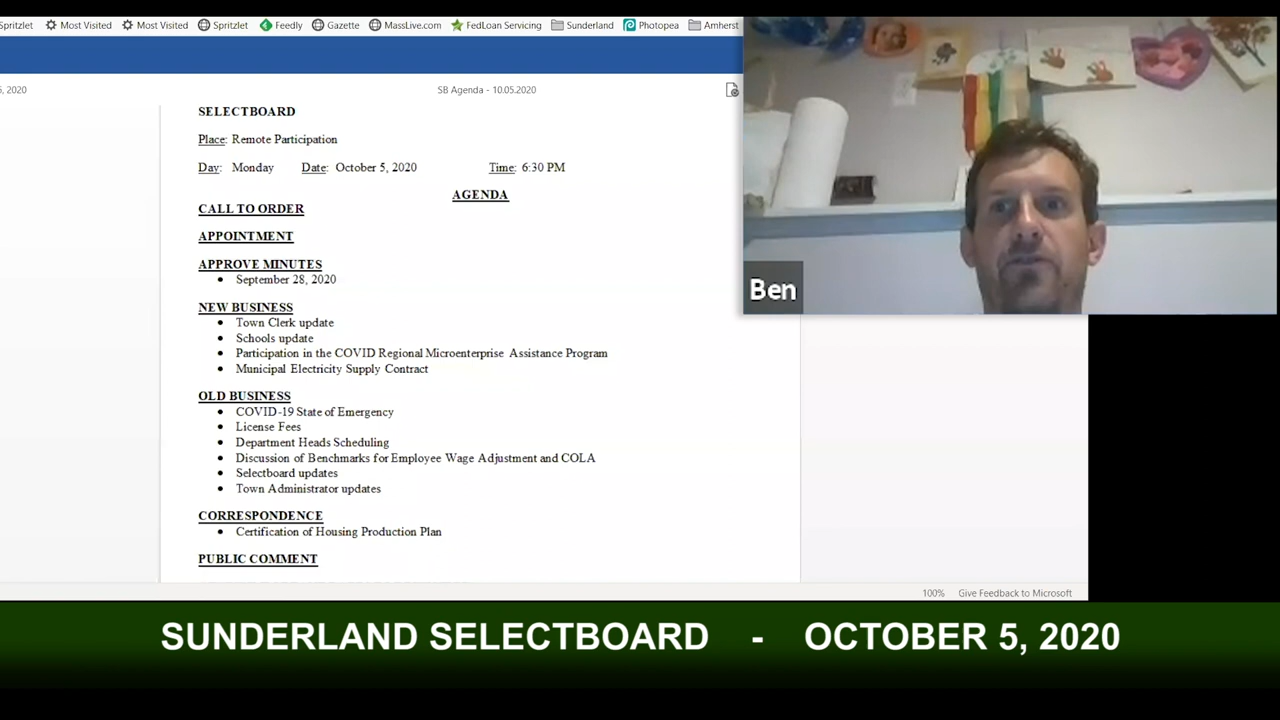 Spritzlet Most Visited Most Visited Spritzlet Feedly Gazette MassLive.com FedLoan Servicing Sunderland Photopea Amherst
, 2020 SB Agenda - 10.05.2020
SELECTBOARD
Place: Remote Participation
Day: Monday Date: October 5, 2020 Time: 6:30 PM
AGENDA
CALL TO ORDER
APPOINTMENT
APPROVE MINUTES
• September 28, 2020
NEW BUSINESS
• Town Clerk update
• Schools update
• Participation in the COVID Regional Microenterprise Assistance Program
• Municipal Electricity Supply Contract
OLD BUSINESS
• COVID-19 State of Emergency
• License Fees
• Department Heads Scheduling
• Discussion of Benchmarks for Employee Wage Adjustment and COLA
• Selectboard updates
• Town Administrator updates
CORRESPONDENCE
• Certification of Housing Production Plan
PUBLIC COMMENT
Ben
100% Give Feedback to Microsoft
SUNDERLAND SELECTBOARD - OCTOBER 5, 2020